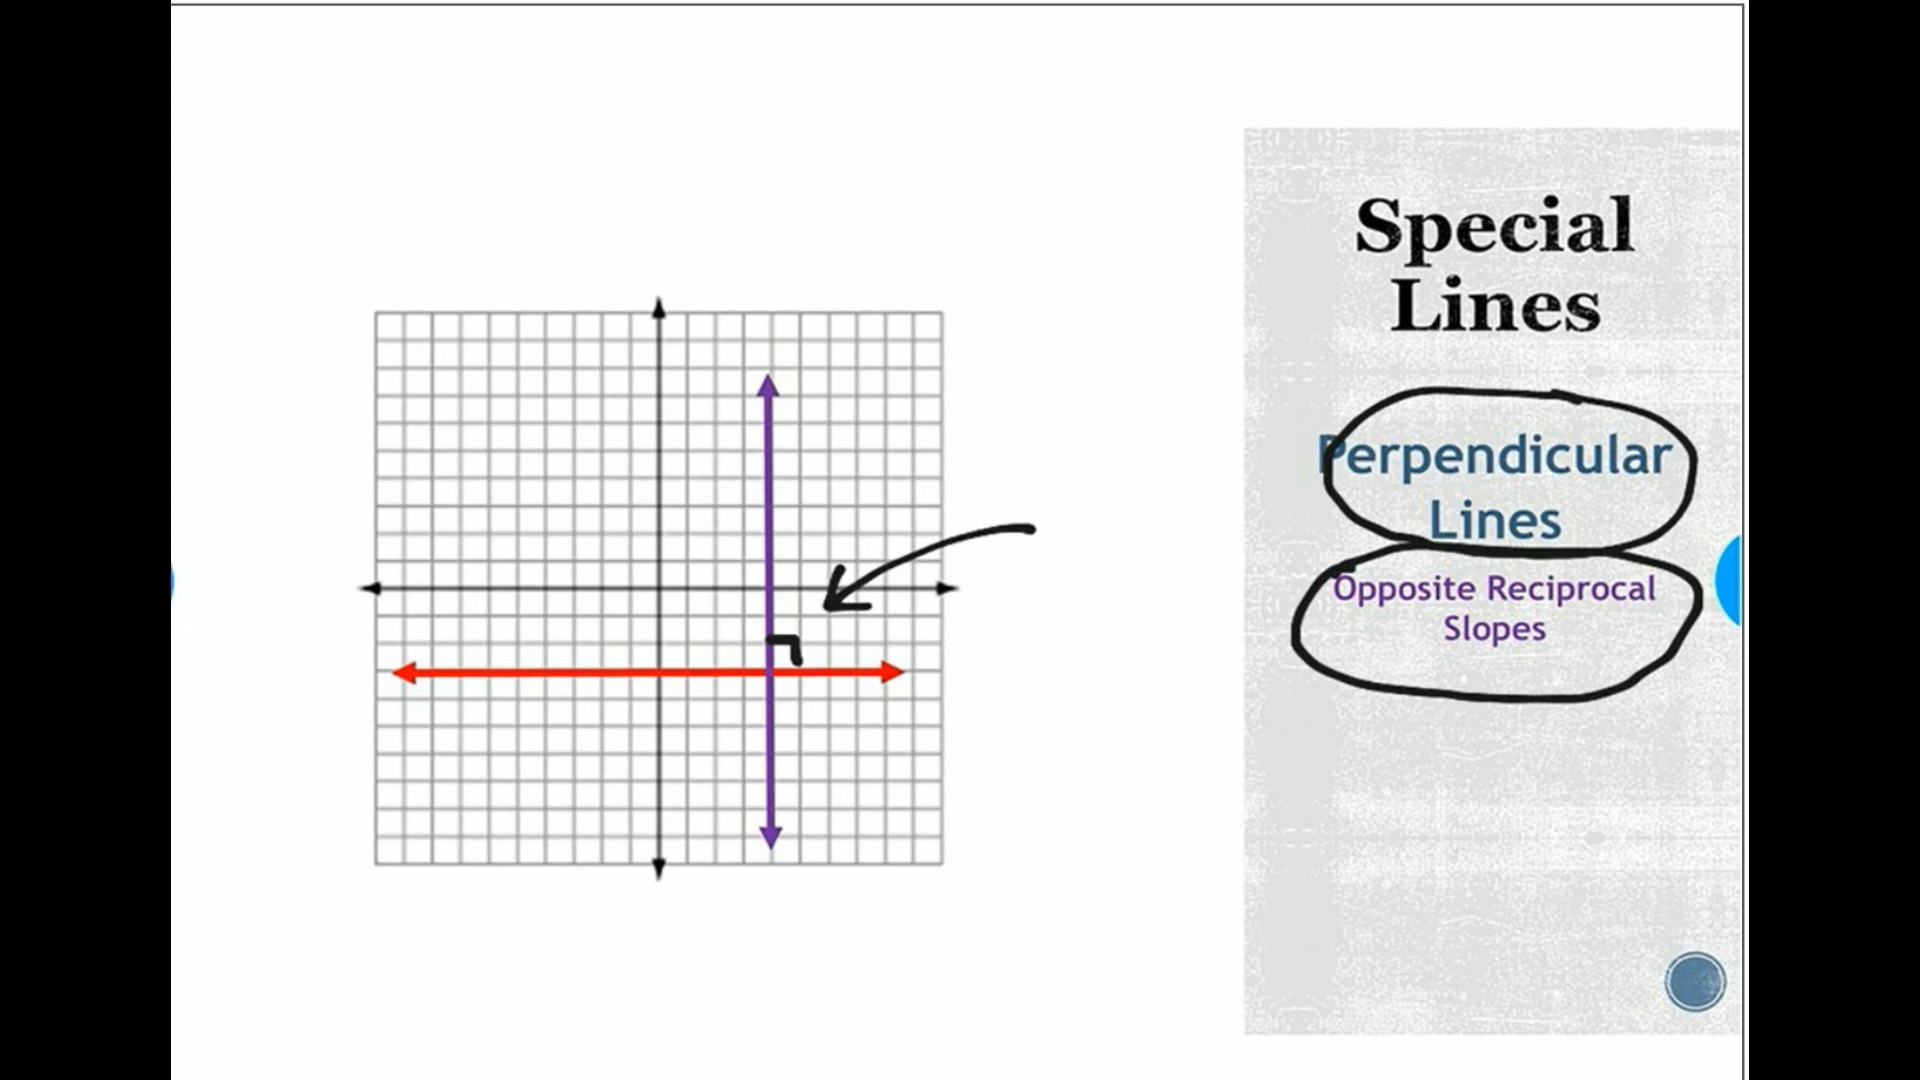 Special
Lines
Perpendicular
Lines
Opposite Reciprocal
Slopes